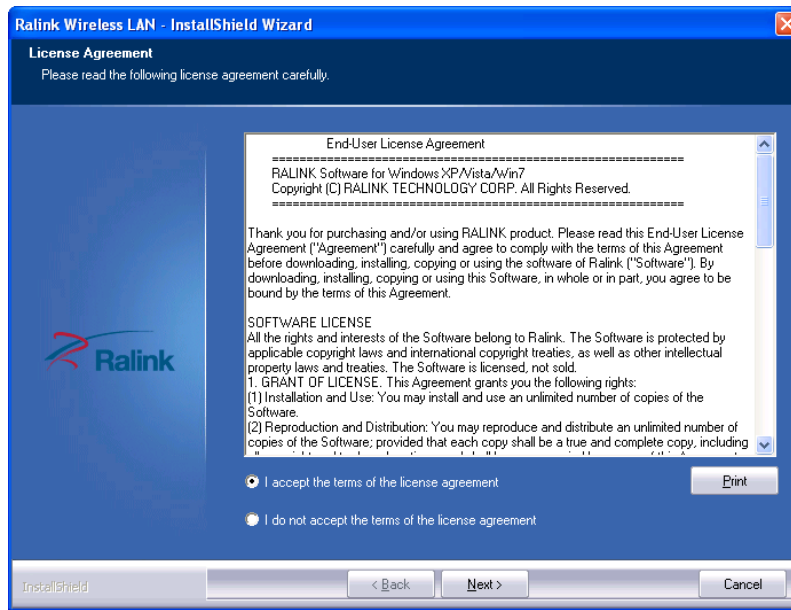 Ralink Wireless LAN - InstallShield Wizard
License Agreement
Please read the following license agreement carefully.
End-User License Agreement
===========================================================
RALINK Software for Windows XP/Vista/Win7
Copyright (C) RALINK TECHNOLOGY CORP. All Rights Reserved.
===========================================================
Thank you for purchasing and/or using RALINK product. Please read this End-User License
Agreement ("Agreement") carefully and agree to comply with the terms of this Agreement
before downloading, installing, copying or using the software of Ralink ("Software"). By
downloading, installing, copying or using this Software, in whole or in part, you agree to be
bound by the terms of this Agreement.
SOFTWARE LICENSE
All the rights and interests of the Software belong to Ralink. The Software is protected by
applicable copyright laws and international copyright treaties, as well as other intellectual
property laws and treaties. The Software is licensed, not sold.
1. GRANT OF LICENSE. This Agreement grants you the following rights:
(1) Installation and Use: You may install and use an unlimited number of copies of the
Software.
(2) Reproduction and Distribution: You may reproduce and distribute an unlimited number of
copies of the Software; provided that each copy shall be a true and complete copy, including
Ralink
I accept the terms of the license agreement
Print
I do not accept the terms of the license agreement
InstallShield
< Back
Next >
Cancel